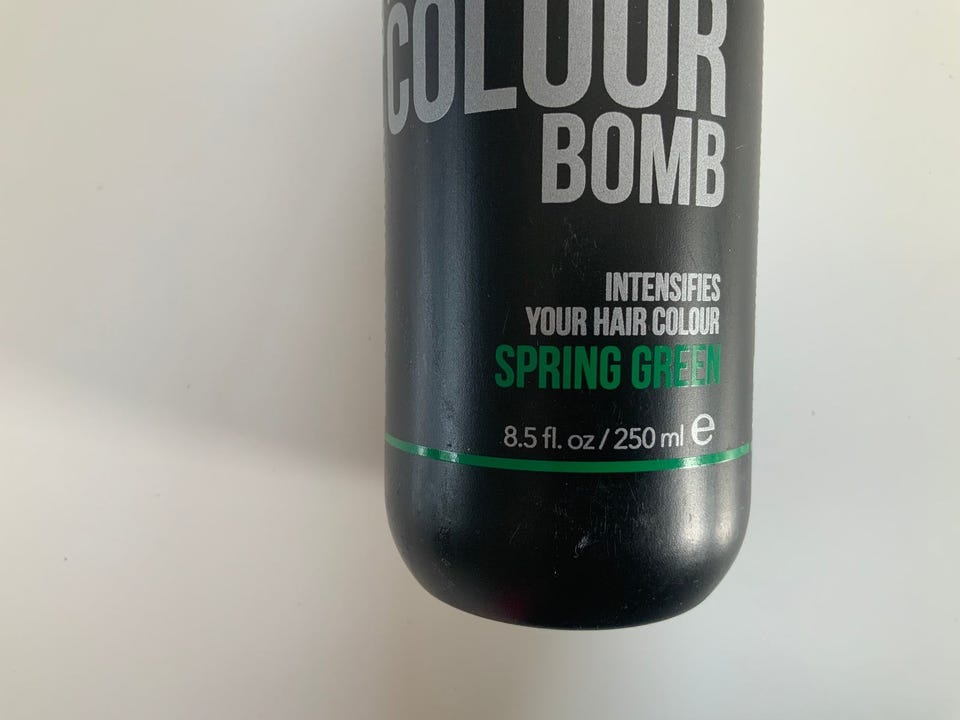 COLOUR
BOMB
INTENSIFIES
YOUR HAIR COLOUR
SPRING GREEN
8.5 fl. oz / 250 ml e